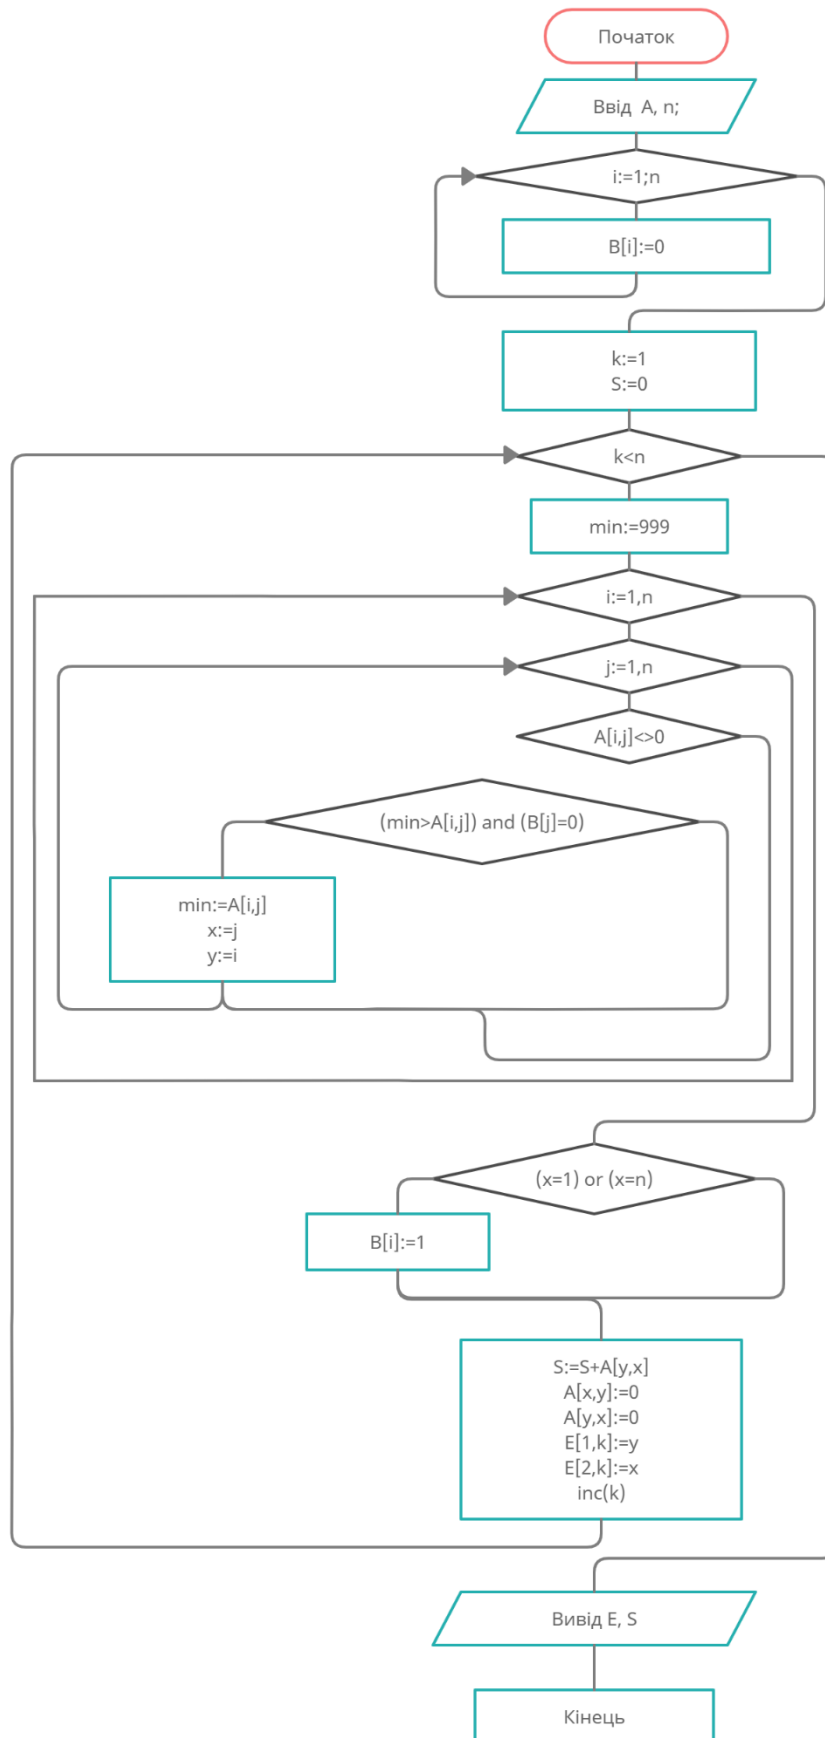 Початок
Ввід A, n;
i:=1;n
B[i]:=0
k:=1
S:=0
k<n
min:=999
i:=1,n
j:=1,n
A[i,j]<>0
(min>A[i,j]) and (B[j]=0)
min:=A[i,j]
x:=j
y:=i
(x=1) or (x=n)
B[i]:=1
S:=S+A[y,x]
A[x,y]:=0
A[y,x]:=0
E[1,k]:=y
E[2,k]:=x
inc(k)
Вивід E, S
Кінець